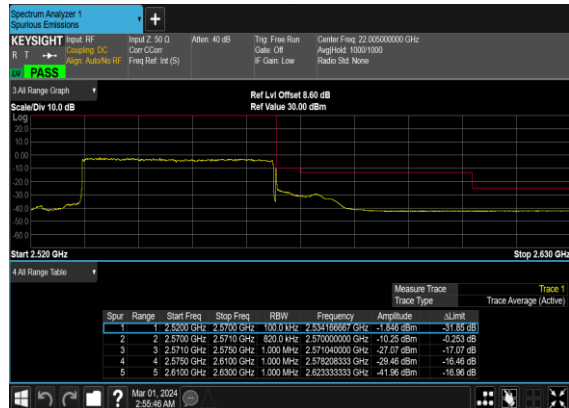 Spectrum Analyzer 1
Spurious Emissions
KEYSIGHT Input: RF Input Z: 50 Ω Atten: 40 dB Trig: Free Run Center Freq: 22.005000000 GHz
R T Coupling: DC Corr CCorr Gate: Off Avg|Hold: 1000/1000
Align: Auto/No RF Freq Ref: Int (S) IF Gain: Low Radio Std: None
PASS
3 All Range Graph
Ref Lvl Offset 8.60 dB
Scale/Div 10.0 dB Ref Value 30.00 dBm
Log
20.0
10.0
0.00
-10.0
-20.0
-30.0
-40.0
-50.0
-60.0
Start 2.520 GHz Stop 2.630 GHz
4 All Range Table
Measure Trace Trace 1
Trace Type Trace Average (Active)
Spur Range Start Freq Stop Freq RBW Frequency Amplitude ΔLimit
1 1 2.5200 GHz 2.5700 GHz 100.0 kHz 2.534166667 GHz -1.846 dBm -31.85 dB
2 2 2.5700 GHz 2.5710 GHz 820.0 kHz 2.570000000 GHz -10.25 dBm -0.253 dB
3 3 2.5710 GHz 2.5750 GHz 1.000 MHz 2.571040000 GHz -27.07 dBm -17.07 dB
4 4 2.5750 GHz 2.6100 GHz 1.000 MHz 2.578208333 GHz -29.46 dBm -16.46 dB
5 5 2.6100 GHz 2.6300 GHz 1.000 MHz 2.623333333 GHz -41.96 dBm -16.96 dB
Mar 01, 2024
2:55:46 AM